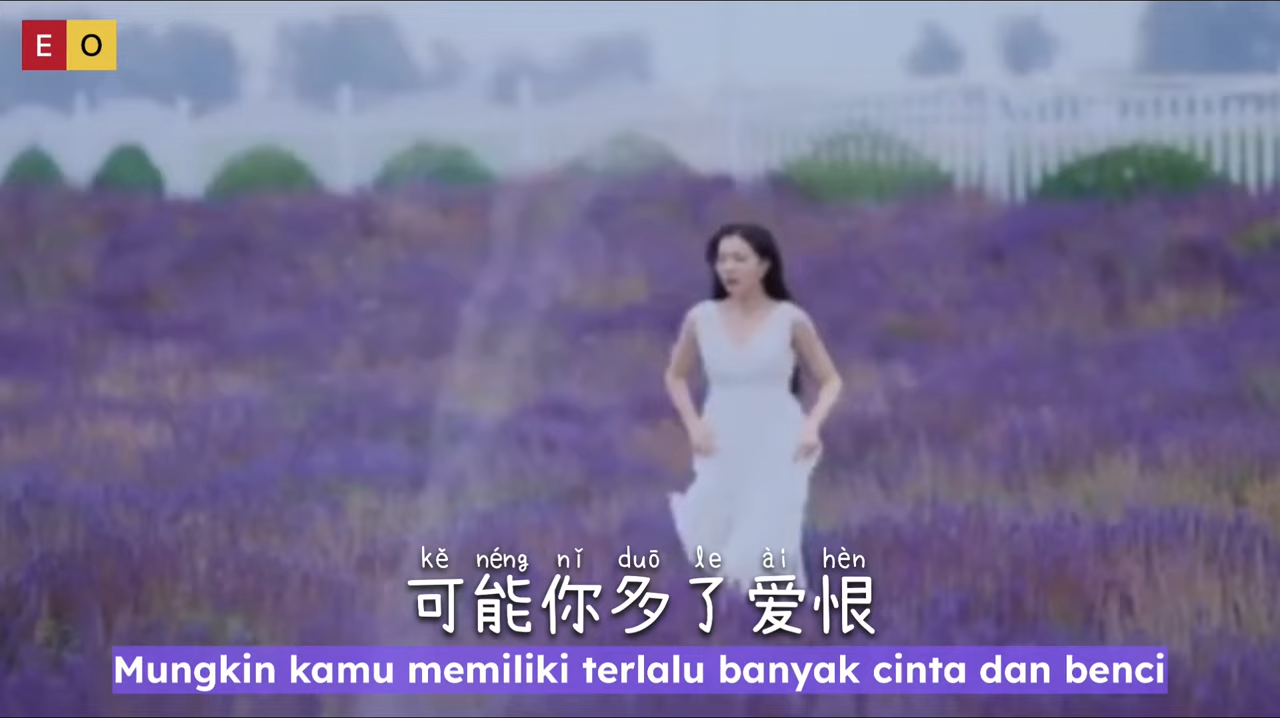 E O
kě néng nǐ duō le ài hèn
可能你多了爱恨
Mungkin kamu memiliki terlalu banyak cinta dan benci